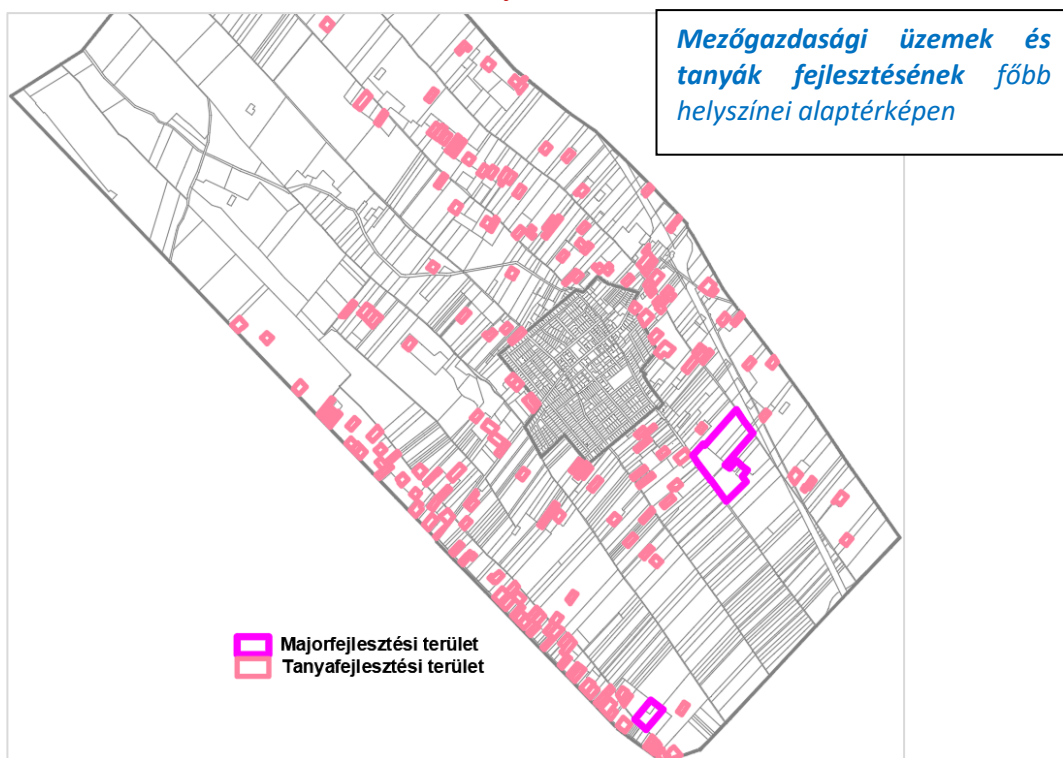 Mezőgazdasági üzemek és
tanyák fejlesztésének főbb
helyszínei alaptérképen
Majorfejlesztési terület
Tanyafejlesztési terület